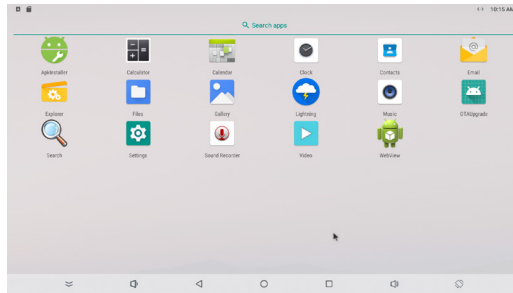 10:15 AM
Search apps
ApkInstaller
Calculator
Calendar
Clock
Contacts
Email
Explorer
Files
Gallery
Lightning
Music
OTAUpgrade
Search
Settings
Sound Recorder
Video
WebView